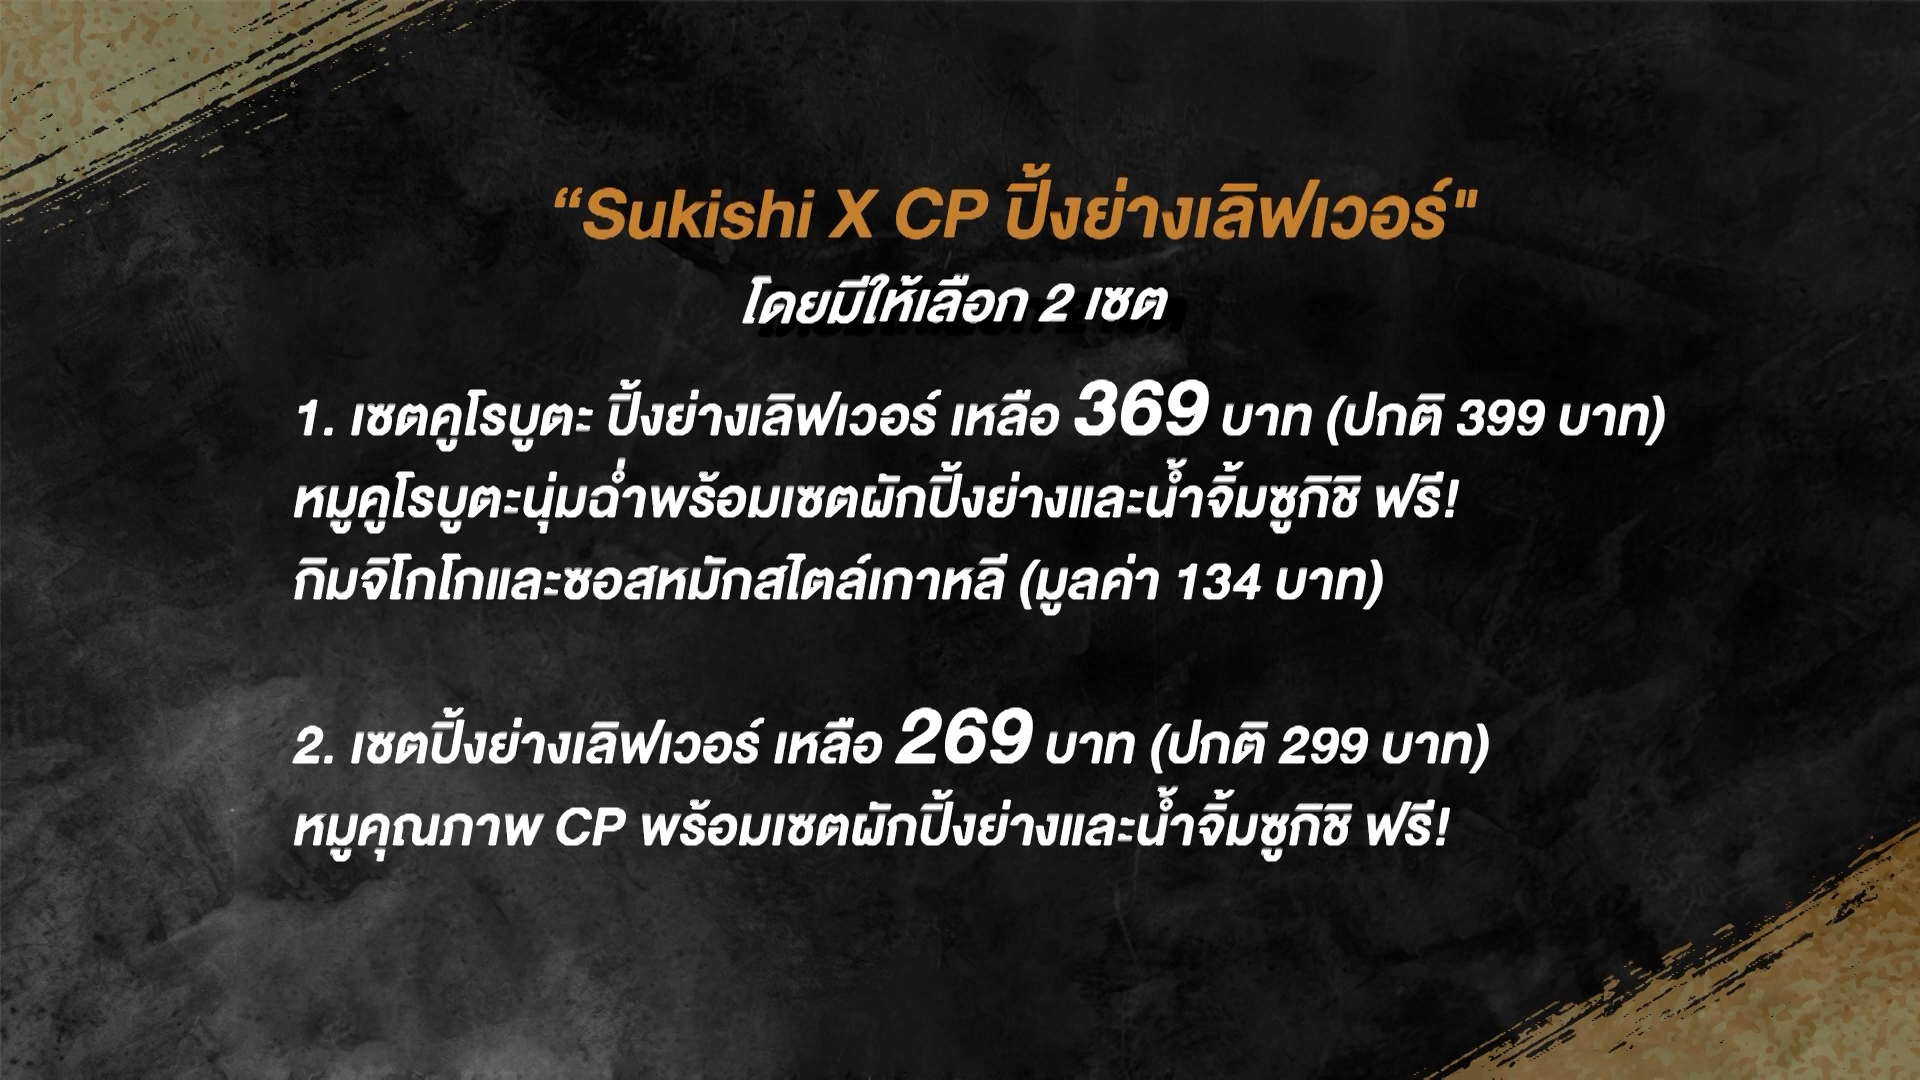 “Sukishi X CP ปิ้งย่างเลิฟเวอร์"
โดยมีให้เลือก 2 เซต
1. เซตคูโรบูตะ ปิ้งย่างเลิฟเวอร์ เหลือ 369 บาท (ปกติ 399 บาท)
หมูคูโรบูตะนุ่มฉ่ำพร้อมเซตผักปิ้งย่างและน้ำจิ้มซูกิชิ ฟรี!
กิมจิโกโกและซอสหมักสไตล์เกาหลี (มูลค่า 134 บาท)
2. เซตปิ้งย่างเลิฟเวอร์ เหลือ 269 บาท (ปกติ 299 บาท)
หมูคุณภาพ CP พร้อมเซตผักปิ้งย่างและน้ำจิ้มซูกิชิ ฟรี!